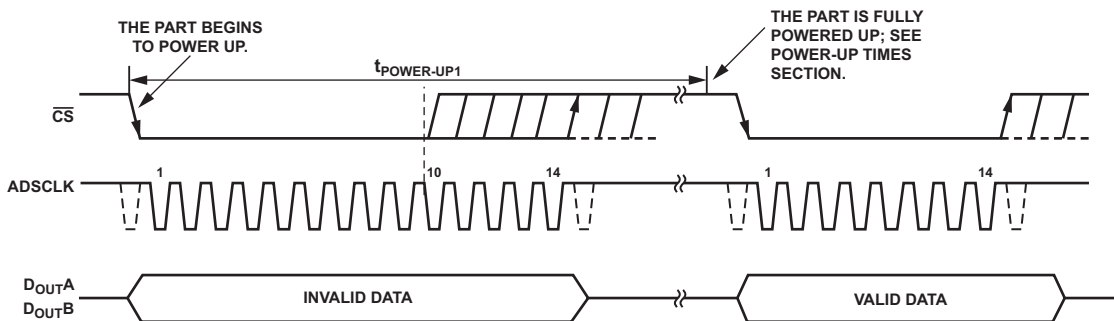 THE PART BEGINS
TO POWER UP.
THE PART IS FULLY
POWERED UP; SEE
POWER-UP TIMES
SECTION.
tPOWER-UP1
CS
ADSCLK
1
10
14
1
14
DOUTA
DOUTB
INVALID DATA
VALID DATA